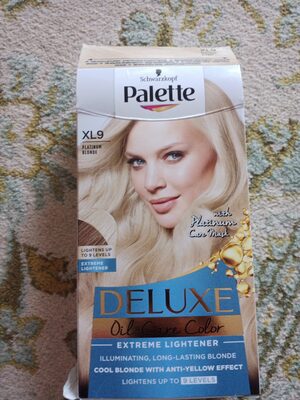 Schwarzkopf
Palette
XL9
XL9
PLATINUM
BLONDE
with
Platinum
Care Mask
LIGHTENS UP
TO 9 LEVELS
EXTREME
LIGHTENER
DELUXE
Oil-Care Color
EXTREME LIGHTENER
ILLUMINATING, LONG-LASTING BLONDE
COOL BLONDE WITH ANTI-YELLOW EFFECT
LIGHTENS UP TO 9 LEVELS